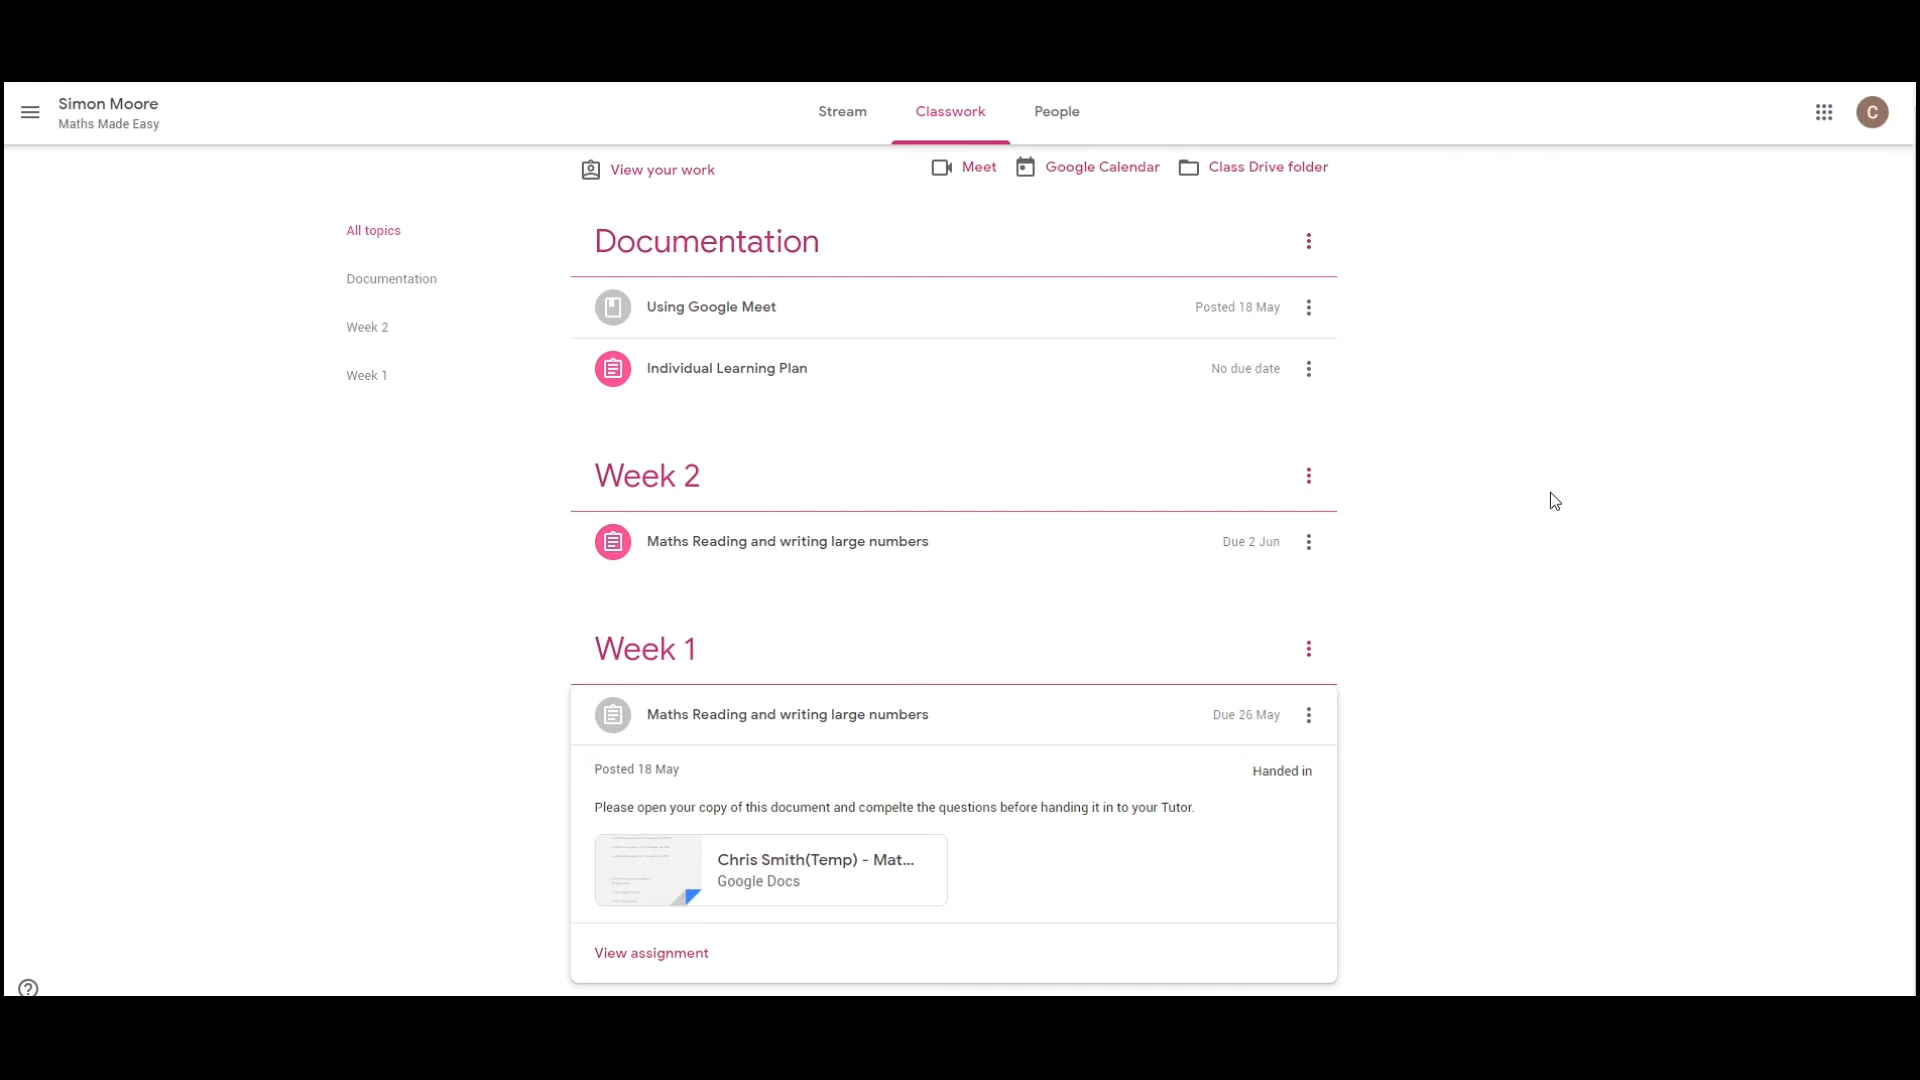 Simon Moore
Maths Made Easy
Stream
Classwork
People
C
View your work
Meet
Google Calendar
Class Drive folder
All topics
Documentation
Week 2
Week 1
Documentation
Using Google Meet
Posted 18 May
Individual Learning Plan
No due date
Week 2
Maths Reading and writing large numbers
Due 2 Jun
Week 1
Maths Reading and writing large numbers
Due 26 May
Posted 18 May
Handed in
Please open your copy of this document and compelte the questions before handing it in to your Tutor.
Chris Smith(Temp) - Mat...
Google Docs
View assignment
?